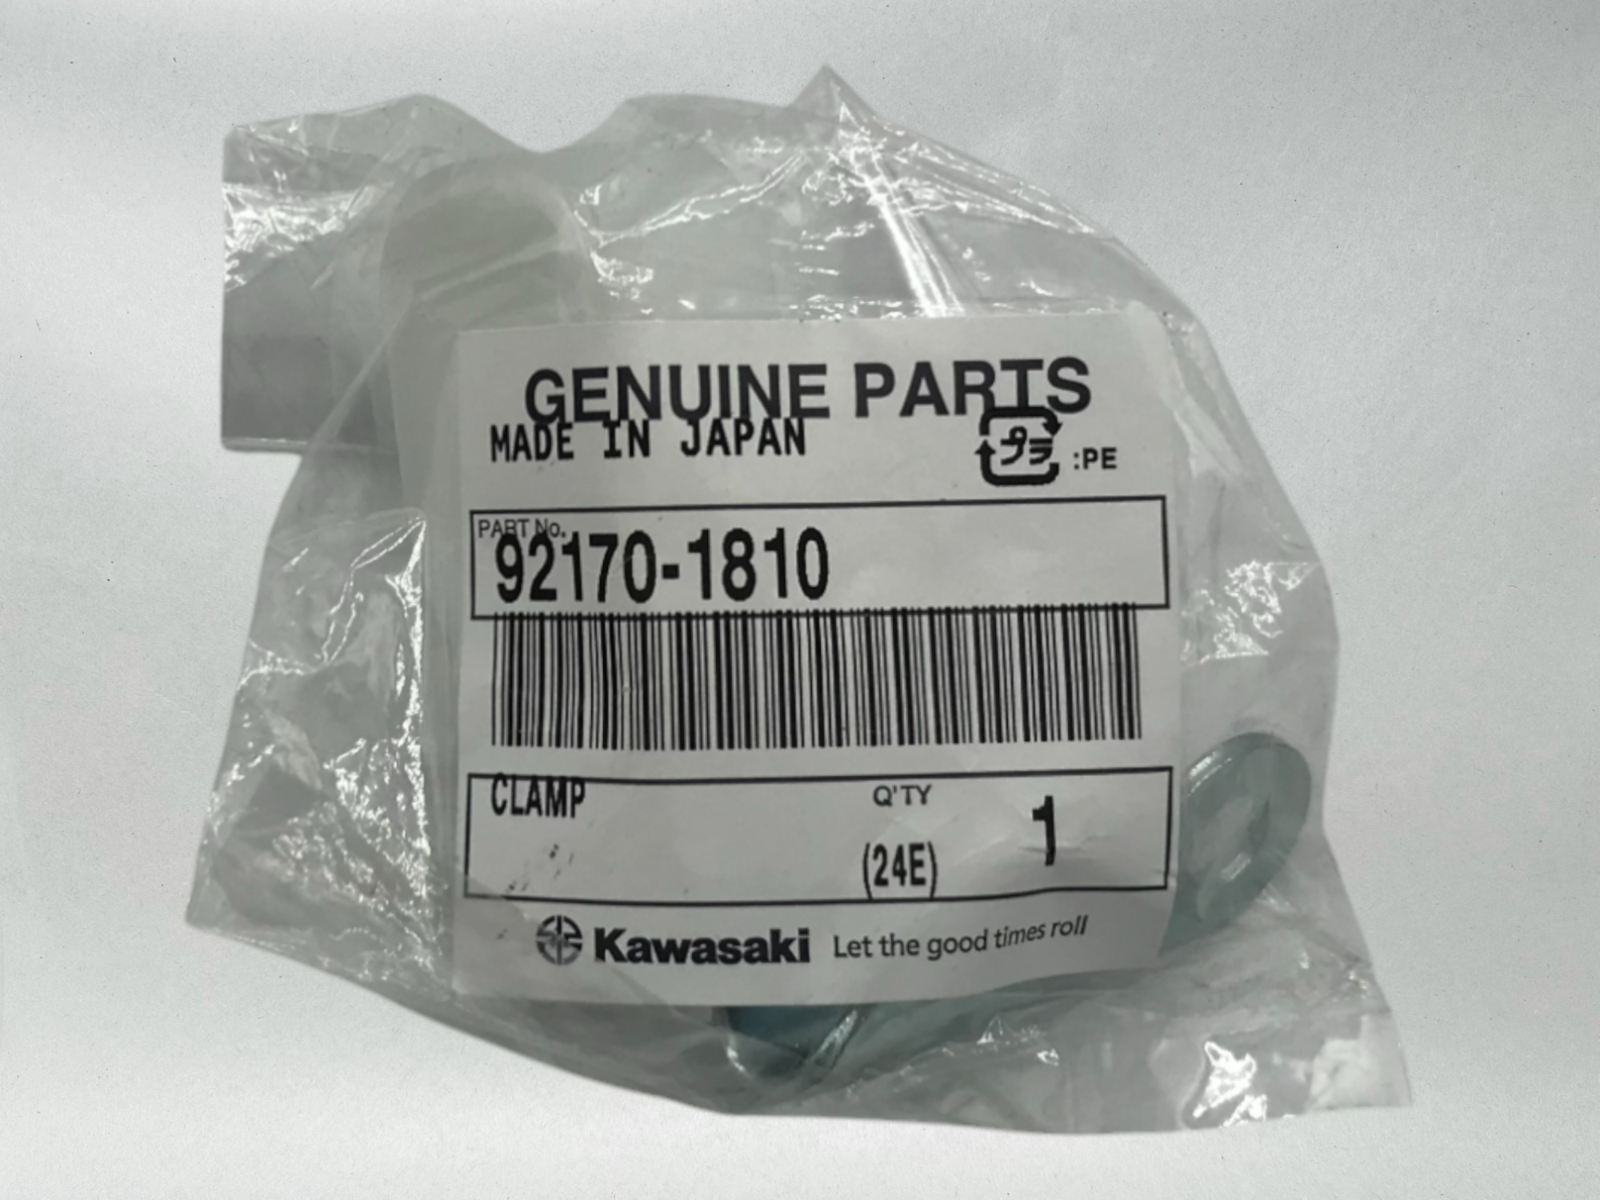 GENUINE PARTS
MADE IN JAPAN
プラ :PE
PART No.
92170-1810
CLAMP Q'TY 1
(24E)
Kawasaki Let the good times roll